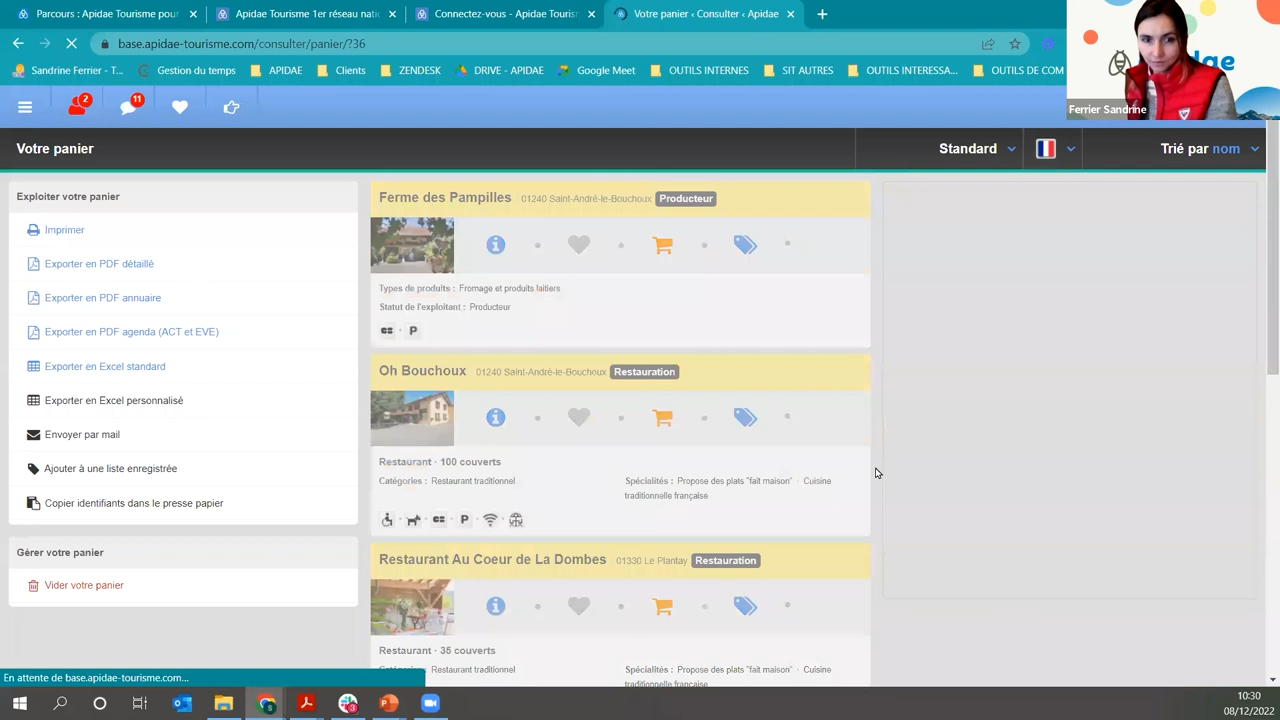 Parcours : Apidae Tourisme pour
Apidae Tourisme 1er réseau nati
Connectez-vous - Apidae Touris
Votre panier ‹ Consulter ‹ Apidae
base.apidae-tourisme.com/consulter/panier/736
Sandrine Ferrier - T...
Gestion du temps
APIDAE
Clients
ZENDESK
DRIVE - APIDAE
Google Meet
OUTILS INTERNES
SIT AUTRES
OUTILS INTERESSA...
OUTILS DE COM
Ferrier Sandrine
2
11
Votre panier
Standard
Trié par nom
Exploiter votre panier
Imprimer
Exporter en PDF détaillé
Exporter en PDF annuaire
Exporter en PDF agenda (ACT et EVE)
Exporter en Excel standard
Exporter en Excel personnalisé
Envoyer par mail
Ajouter à une liste enregistrée
Copier identifiants dans le presse papier
Gérer votre panier
Vider votre panier
Ferme des Pampilles 01240 Saint-André-le-Bouchoux Producteur
Types de produits : Fromage et produits laitiers
Statut de l'exploitant : Producteur
P
Oh Bouchoux 01240 Saint-André-le-Bouchoux Restauration
Restaurant · 100 couverts
Catégories : Restaurant traditionnel
Spécialités : Propose des plats "fait maison" · Cuisine
traditionnelle française
P
Restaurant Au Coeur de La Dombes 01330 Le Plantay Restauration
Restaurant · 35 couverts
Catégories : Restaurant traditionnel
Spécialités : Propose des plats "fait maison" · Cuisine
traditionnelle française
En attente de base.apidae-tourisme.com...
10:30
08/12/2022